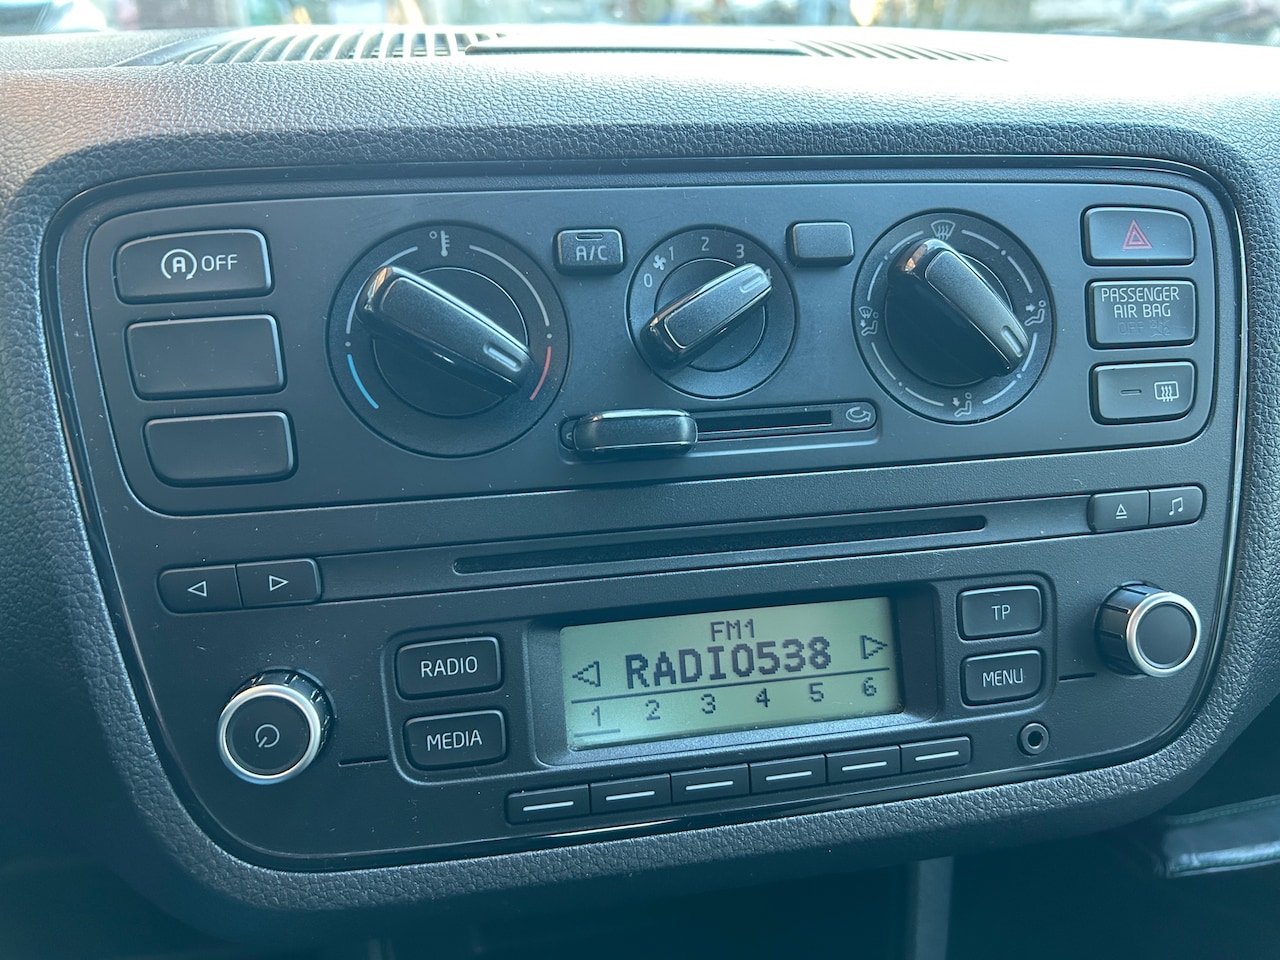 A OFF
A/C
0 1 2 3
PASSENGER
AIR BAG
OFF
RADIO
MEDIA
FM1
RADIO538
1 2 3 4 5 6
TP
MENU